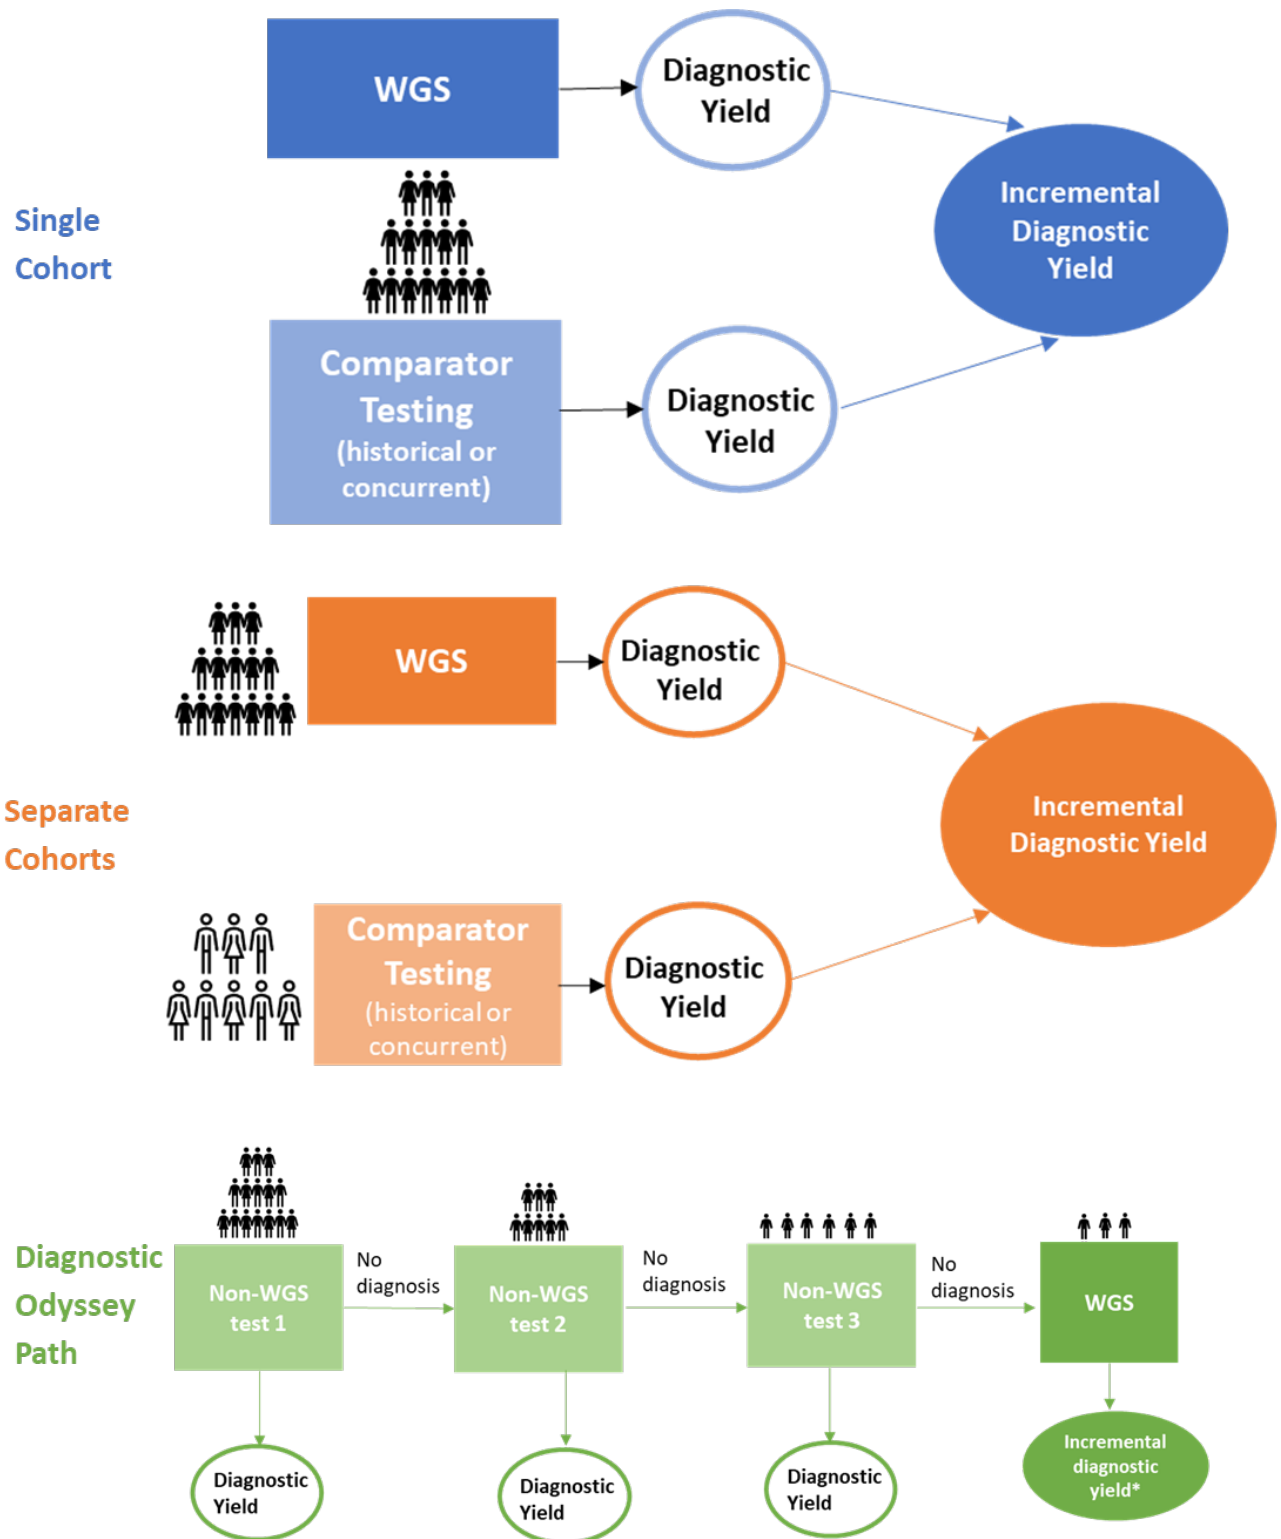 WGS
Diagnostic
Yield
Incremental
Diagnostic
Yield
Single
Cohort
Comparator
Testing
(historical or
concurrent)
Diagnostic
Yield
WGS
Diagnostic
Yield
Separate
Cohorts
Incremental
Diagnostic Yield
Comparator
Testing
(historical or
concurrent)
Diagnostic
Yield
Diagnostic
Odyssey
Path
Non-WGS
test 1
No
diagnosis
Non-WGS
test 2
No
diagnosis
Non-WGS
test 3
No
diagnosis
WGS
Diagnostic
Yield
Diagnostic
Yield
Diagnostic
Yield
Incremental
diagnostic
yield*